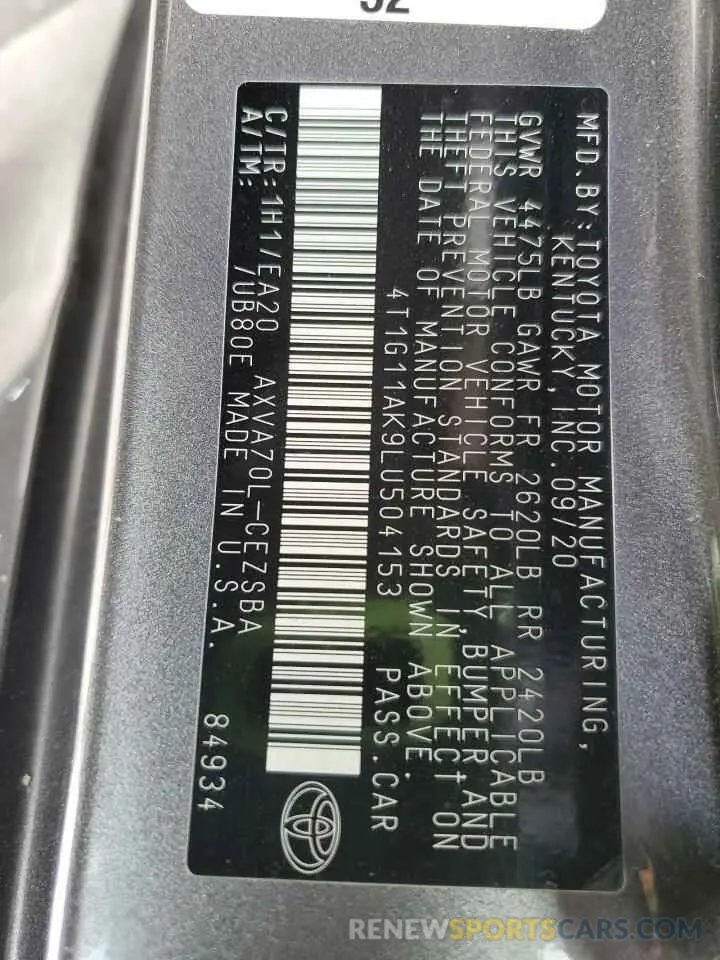 52
MFD.BY:TOYOTA MOTOR MANUFACTURING,
KENTUCKY,INC.09/20
GVWR 4475LB GAWR FR 2620LB RR 2420LB
THIS VEHICLE CONFORMS TO ALL APPLICABLE
FEDERAL MOTOR VEHICLE SAFETY,BUMPER,AND
THEFT PREVENTION STANDARDS IN EFFECT ON
THE DATE OF MANUFACTURE SHOWN ABOVE.
4T1G11AK9LU504153 PASS.CAR
C/TR:1H1/EA20 AXVA70L-CEZSBA
A/TM: /UB80E MADE IN U.S.A. 84934
RENEWSPORTSCARS.COM